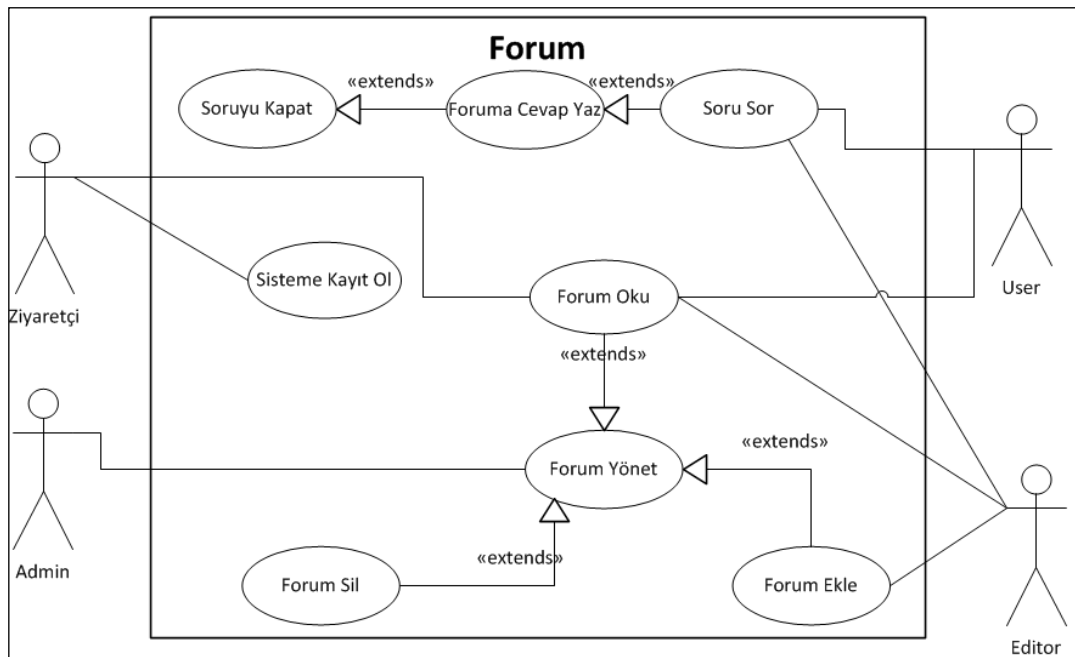 Forum
«extends»
«extends»
Soruyu Kapat
Foruma Cevap Yaz
Soru Sor
Sisteme Kayıt Ol
Forum Oku
User
Ziyaretçi
«extends»
«extends»
Forum Yönet
«extends»
Admin
Forum Sil
Forum Ekle
Editor